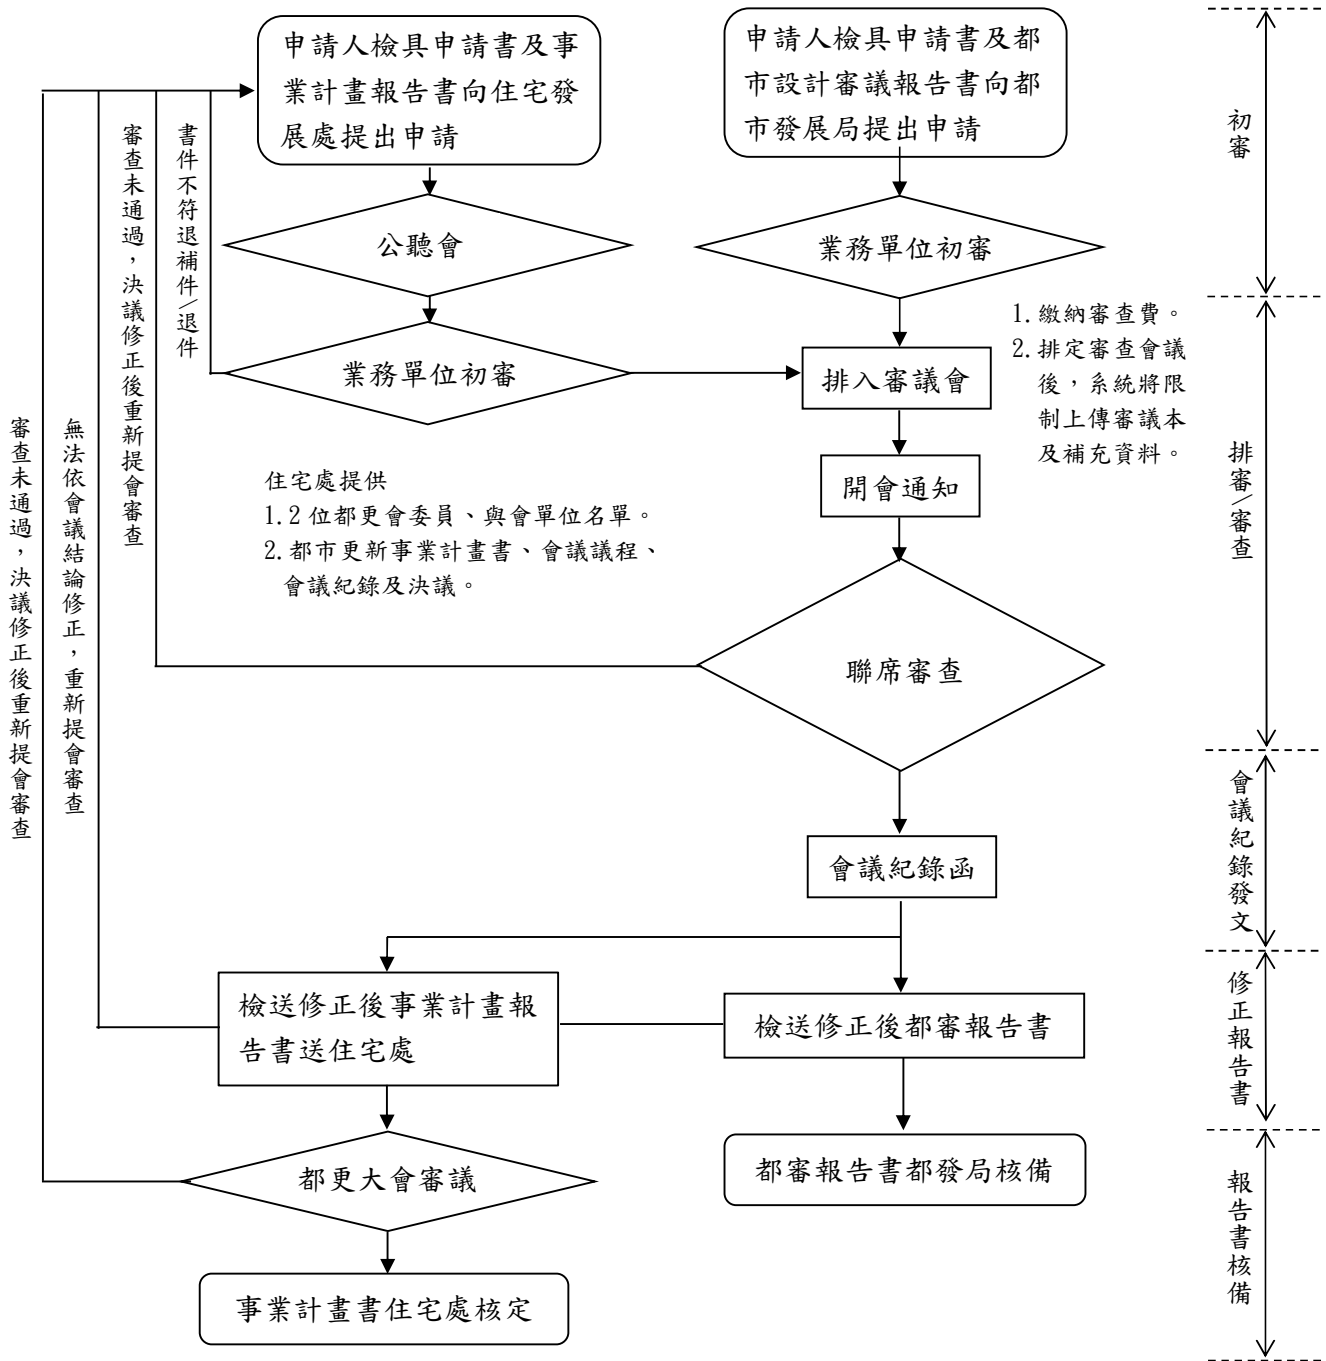 申請人檢具申請書及事
業計畫報告書向住宅發
展處提出申請
申請人檢具申請書及都
市設計審議報告書向都
市發展局提出申請
初審
公聽會
業務單位初審
書件不符退補件/退件
審查未通過，決議修正後重新提會審查
無法依會議結論修正，重新提會審查
審查未通過，決議修正後重新提會審查
業務單位初審
排入審議會
1.繳納審查費。
2.排定審查會議
後，系統將限
制上傳審議本
及補充資料。
排審/審查
開會通知
住宅處提供
1.2位都更會委員、與會單位名單。
2.都市更新事業計畫書、會議議程、
會議紀錄及決議。
聯席審查
會議紀錄函
會議紀錄發文
檢送修正後事業計畫報
告書送住宅處
檢送修正後都審報告書
修正報告書
都更大會審議
都審報告書都發局核備
報告書核備
事業計畫書住宅處核定